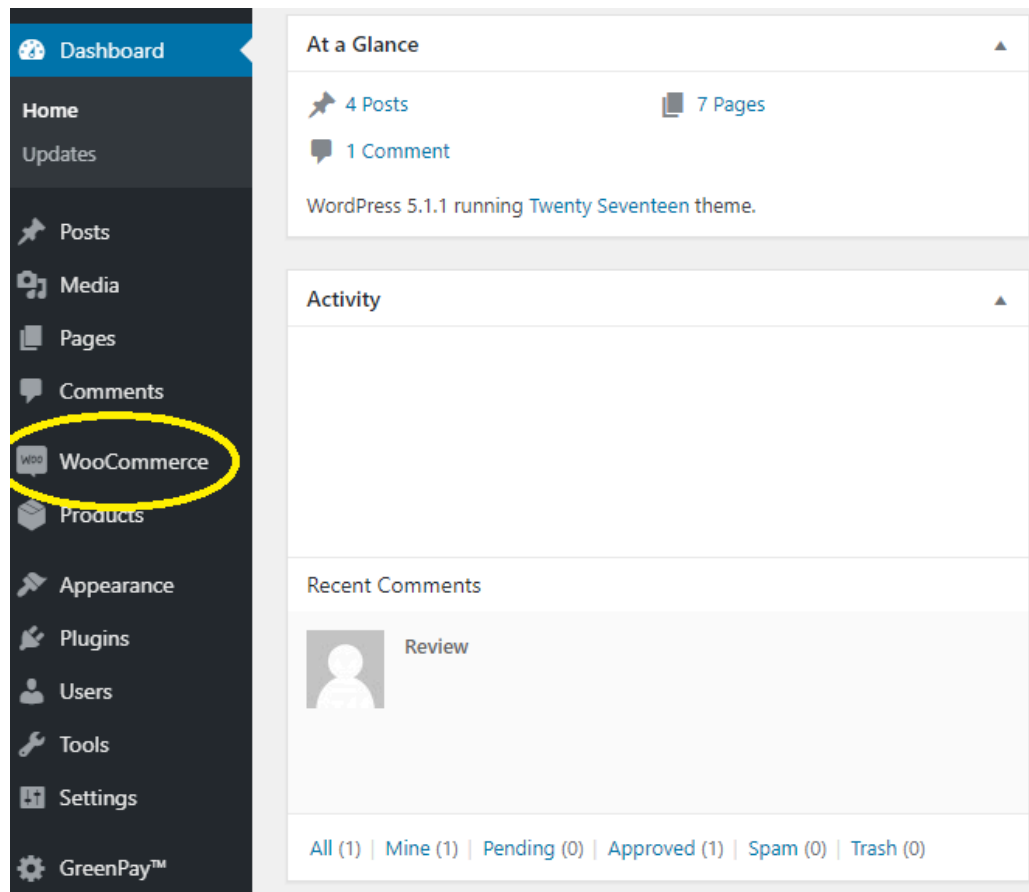 Dashboard
Home
Updates
Posts
Media
Pages
Comments
WOO WooCommerce
Products
Appearance
Plugins
Users
Tools
Settings
GreenPay™
At a Glance
4 Posts
7 Pages
1 Comment
WordPress 5.1.1 running Twenty Seventeen theme.
Activity
Recent Comments
Review
All (1) | Mine (1) | Pending (0) | Approved (1) | Spam (0) | Trash (0)